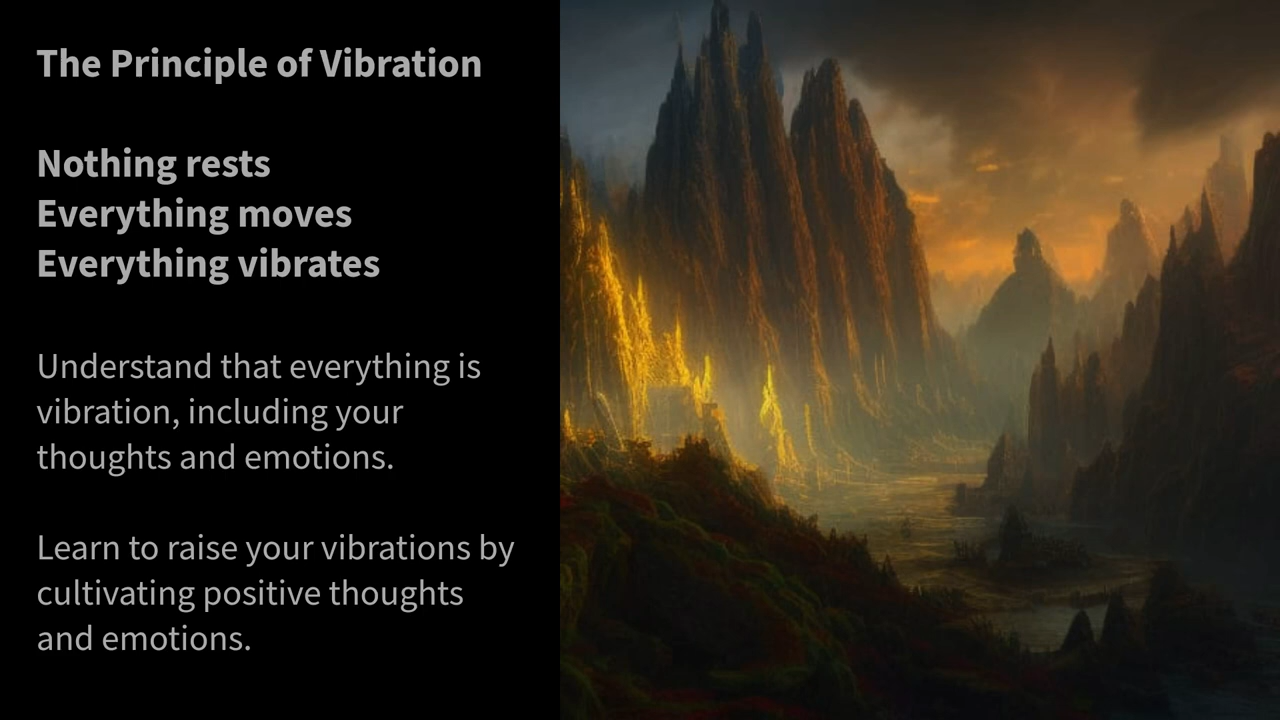 The Principle of Vibration
Nothing rests
Everything moves
Everything vibrates
Understand that everything is
vibration, including your
thoughts and emotions.
Learn to raise your vibrations by
cultivating positive thoughts
and emotions.